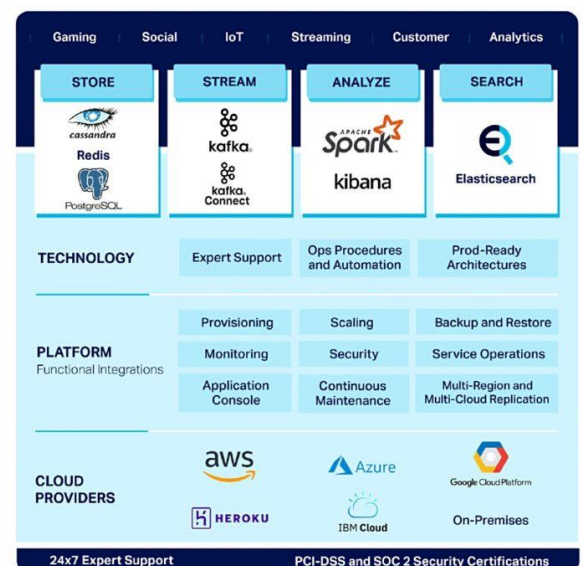 Gaming
Social
IoT
Streaming
Customer
Analytics
STORE
STREAM
ANALYZE
SEARCH
cassandra
Redis
PostgreSQL
kafka.
kafka.
Connect
APACHE
Spark
kibana
Elasticsearch
TECHNOLOGY
Expert Support
Ops Procedures
and Automation
Prod-Ready
Architectures
PLATFORM
Functional Integrations
Provisioning
Scaling
Backup and Restore
Monitoring
Security
Service Operations
Application
Console
Continuous
Maintenance
Multi-Region and
Multi-Cloud Replication
CLOUD
PROVIDERS
aws
Azure
Google Cloud Platform
HEROKU
IBM Cloud
On-Premises
24x7 Expert Support
PCI-DSS and SOC 2 Security Certifications